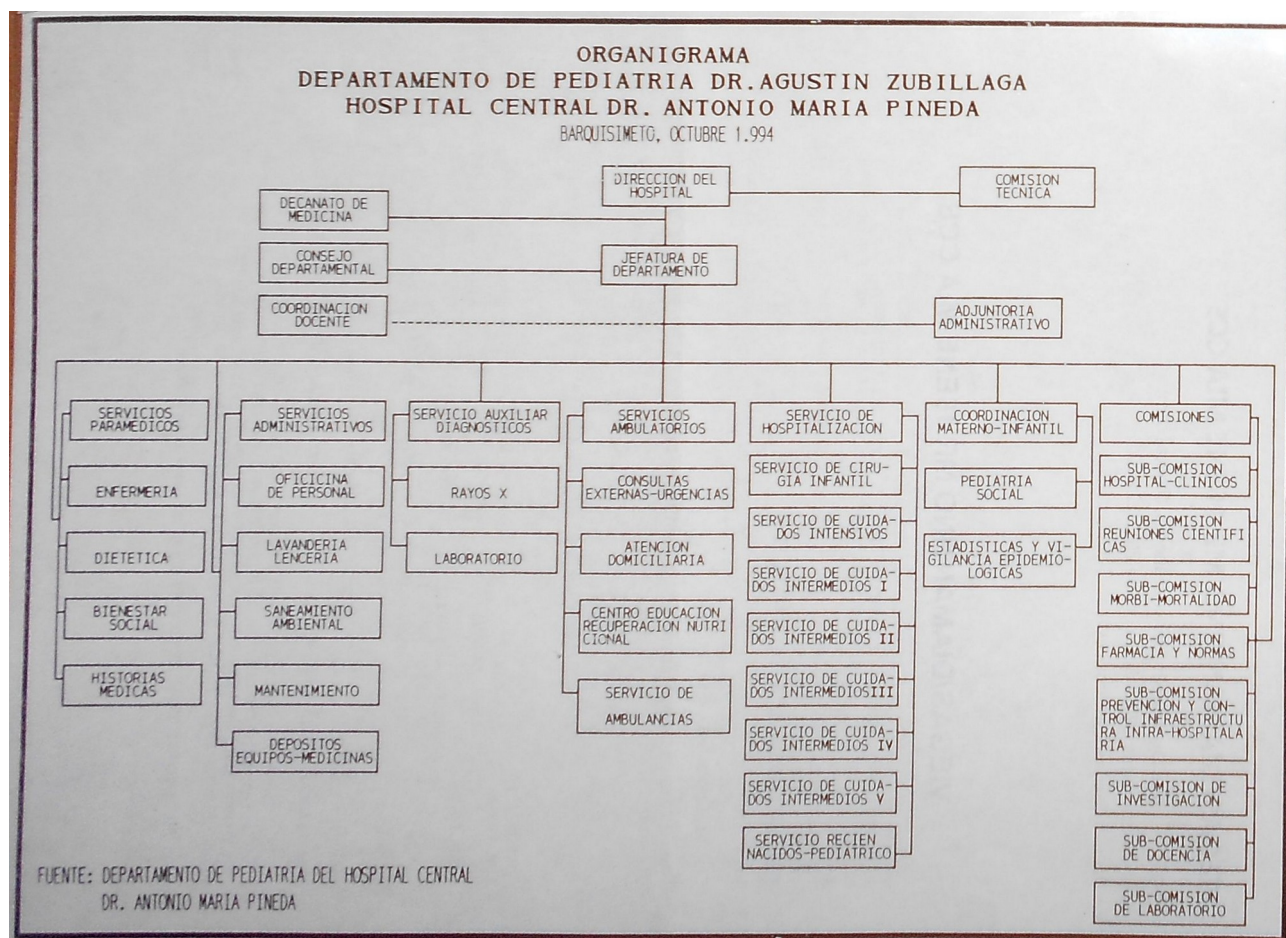 ORGANIGRAMA
DEPARTAMENTO DE PEDIATRIA DR.AGUSTIN ZUBILLAGA
HOSPITAL CENTRAL DR. ANTONIO MARIA PINEDA
BARQUISIMETO, OCTUBRE 1.994
DIRECCION DEL
HOSPITAL
COMISION
TECNICA
DECANATO DE
MEDICINA
CONSEJO
DEPARTAMENTAL
JEFATURA DE
DEPARTAMENTO
COORDINACION
DOCENTE
ADJUNTORIA
ADMINISTRATIVO
SERVICIOS
PARAMEDICOS
ENFERMERIA
DIETETICA
BIENESTAR
SOCIAL
HISTORIAS
MEDICAS
SERVICIOS
ADMINISTRATIVOS
OFICICINA
DE PERSONAL
LAVANDERIA
LENCERIA
SANEAMIENTO
AMBIENTAL
MANTENIMIENTO
DEPOSITOS
EQUIPOS-MEDICINAS
SERVICIO AUXILIAR
DIAGNOSTICOS
RAYOS X
LABORATORIO
SERVICIOS
AMBULATORIOS
CONSULTAS
EXTERNAS-URGENCIAS
ATENCION
DOMICILIARIA
CENTRO EDUCACION
RECUPERACION NUTRI
CIONAL
SERVICIO DE
AMBULANCIAS
SERVICIO DE
HOSPITALIZACION
SERVICIO DE CIRU-
GIA INFANTIL
SERVICIO DE CUIDA-
DOS INTENSIVOS
SERVICIO DE CUIDA-
DOS INTERMEDIOS I
SERVICIO DE CUIDA-
DOS INTERMEDIOS II
SERVICIO DE CUIDA-
DOS INTERMEDIOSIII
SERVICIO DE CUIDA-
DOS INTERMEDIOS IV
SERVICIO DE CUIDA-
DOS INTERMEDIOS V
SERVICIO RECIEN
NACIDOS-PEDIATRICO
COORDINACION
MATERNO-INFANTIL
PEDIATRIA
SOCIAL
ESTADISTICAS Y VI-
GILANCIA EPIDEMIO-
LOGICAS
COMISIONES
SUB-COMISION
HOSPITAL-CLINICOS
SUB-COMISION
REUNIONES CIENTIFI
CAS
SUB-COMISION
MORBI-MORTALIDAD
SUB-COMISION
FARMACIA Y NORMAS
SUB-COMISION
PREVENCION Y CON-
TROL INFRAESTRUCTU
RA INTRA-HOSPITALA
RIA
SUB-COMISION DE
INVESTIGACION
SUB-COMISION
DE DOCENCIA
SUB-COMISION
DE LABORATORIO
FUENTE: DEPARTAMENTO DE PEDIATRIA DEL HOSPITAL CENTRAL
DR. ANTONIO MARIA PINEDA